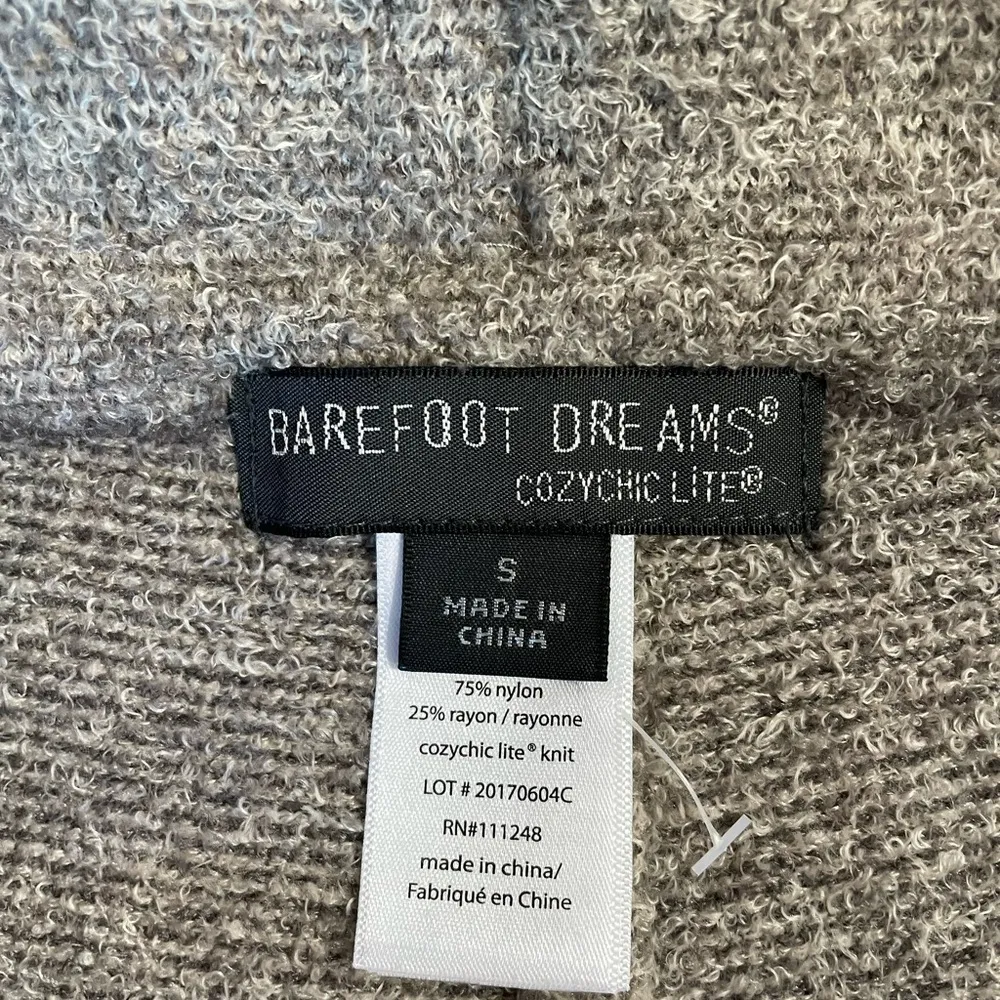 BAREFOOT DREAMS®
COZYCHIC LiTE®
S
MADE IN
CHINA
75% nylon
25% rayon / rayonne
cozychic lite® knit
LOT # 20170604C
RN#111248
made in china/
Fabriqué en Chine